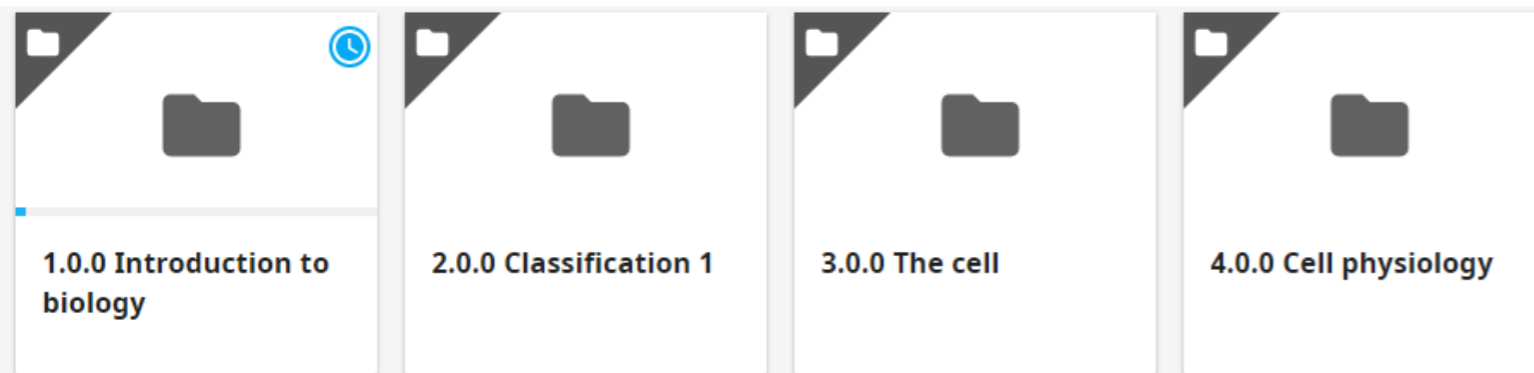 1.0.0 Introduction to
biology
2.0.0 Classification 1
3.0.0 The cell
4.0.0 Cell physiology